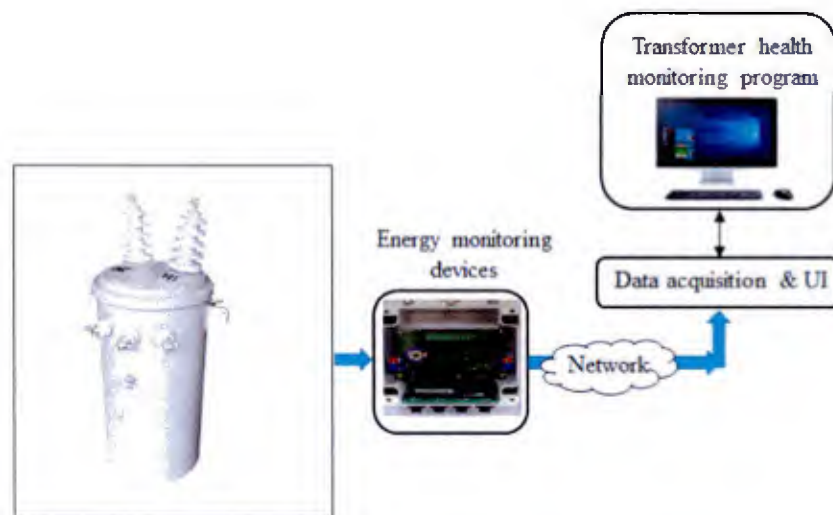 Transformer health
monitoring program
Energy monitoring
devices
Data acquisition & UI
Network